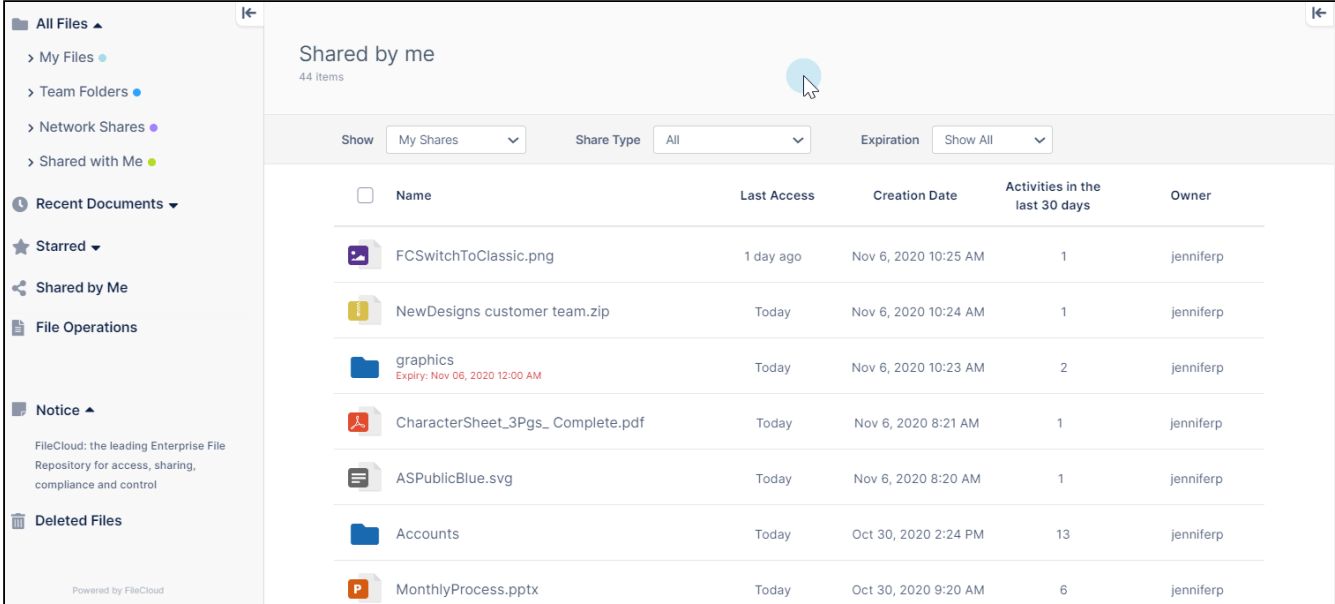 All Files
My Files
Team Folders
Network Shares
Shared with Me
Recent Documents
Starred
Shared by Me
File Operations
Notice
FileCloud: the leading Enterprise File
Repository for access, sharing,
compliance and control
Deleted Files
Powered by FileCloud
Shared by me
44 items
Show My Shares Share Type All Expiration Show All
Name Last Access Creation Date Activities in the last 30 days Owner
FCSwitchToClassic.png 1 day ago Nov 6, 2020 10:25 AM 1 jenniferp
NewDesigns customer team.zip Today Nov 6, 2020 10:24 AM 1 jenniferp
graphics Today Nov 6, 2020 10:23 AM 2 jenniferp
Expiry: Nov 06, 2020 12:00 AM
CharacterSheet_3Pgs_ Complete.pdf Today Nov 6, 2020 8:21 AM 1 jenniferp
ASPublicBlue.svg Today Nov 6, 2020 8:20 AM 1 jenniferp
Accounts Today Oct 30, 2020 2:24 PM 13 jenniferp
P MonthlyProcess.pptx Today Oct 30, 2020 9:20 AM 6 jenniferp